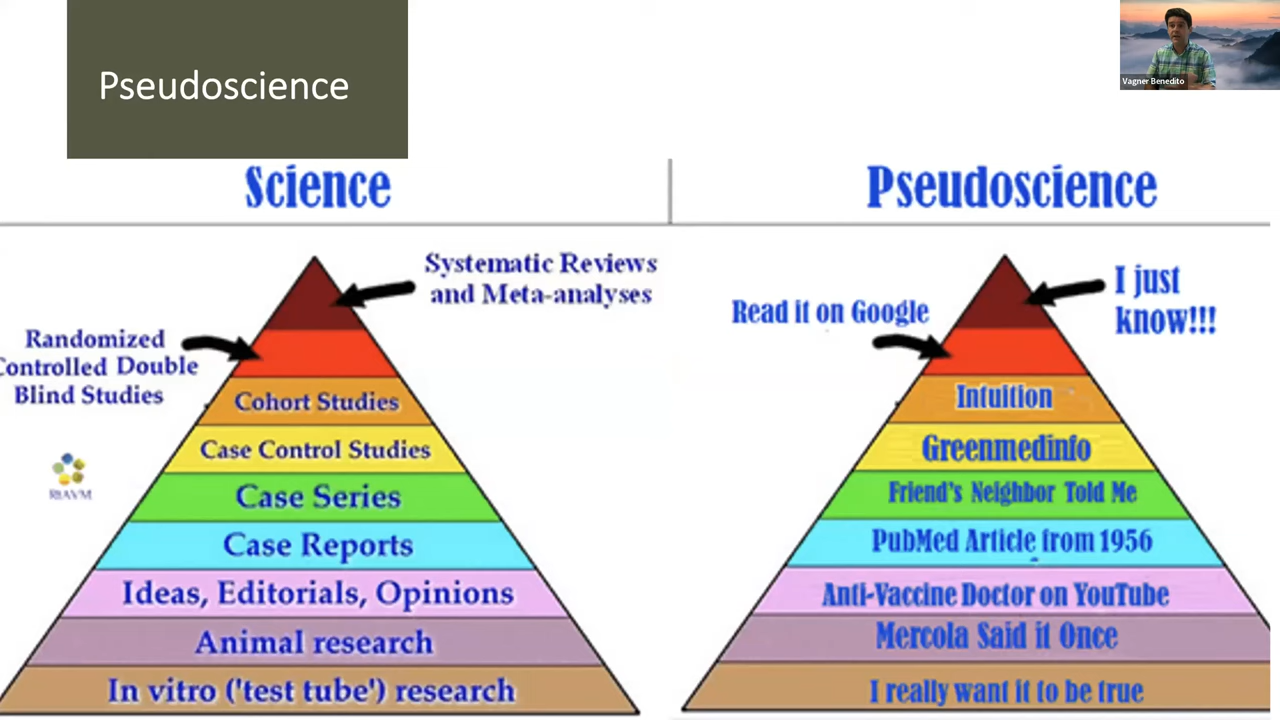 Pseudoscience
Vagner Benedito
Science
Pseudoscience
Systematic Reviews
and Meta-analyses
Randomized
Controlled Double
Blind Studies
Cohort Studies
Case Control Studies
Case Series
Case Reports
Ideas, Editorials, Opinions
Animal research
In vitro ('test tube') research
RtAVM
I just
know!!!
Read it on Google
Intuition
Greenmedinfo
Friend's Neighbor Told Me
PubMed Article from 1956
Anti-Vaccine Doctor on YouTube
Mercola Said it Once
I really want it to be true